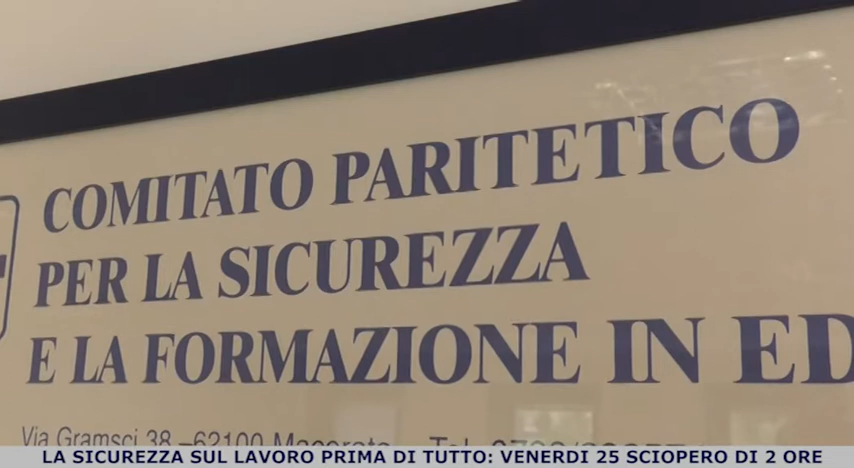 COMITATO PARITETICO
PER LA SICUREZZA
E LA FORMAZIONE IN ED
Via Gramsci 38 – 62100 Macerata Tel.
LA SICUREZZA SUL LAVORO PRIMA DI TUTTO: VENERDI 25 SCIOPERO DI 2 ORE